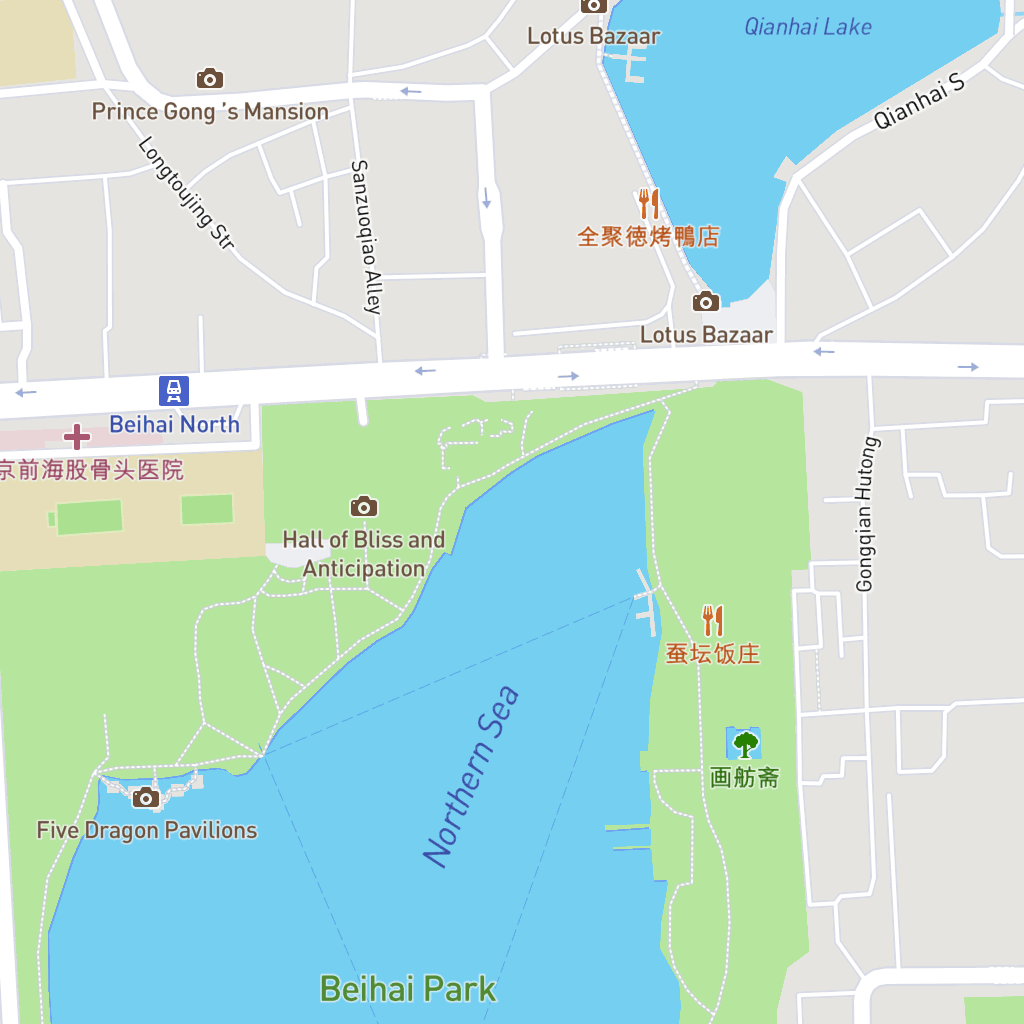 Qianhai Lake
Lotus Bazaar
Prince Gong 's Mansion
Qianhai S
Longtoujing Str
Sanzuoqiao Alley
全聚徳烤鴨店
Lotus Bazaar
Beihai North
京前海股骨头医院
Gongqian Hutong
Hall of Bliss and
Anticipation
蚕坛饭庄
Northern Sea
画舫斋
Five Dragon Pavilions
Beihai Park